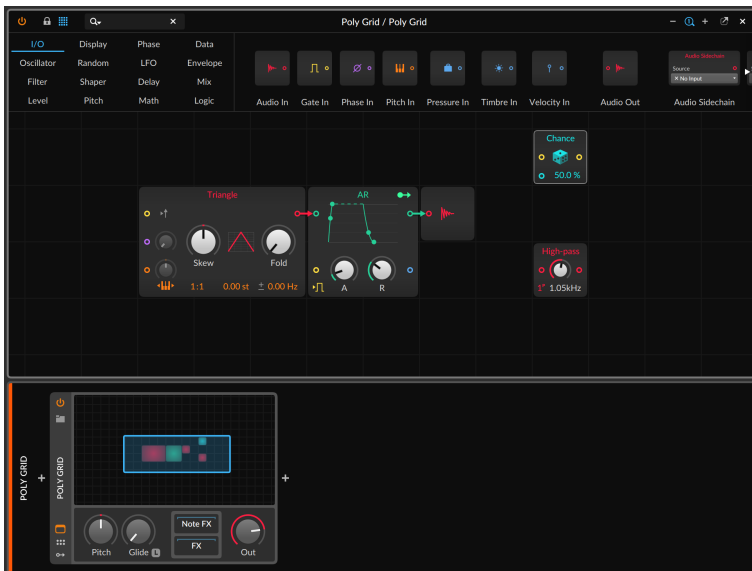 Poly Grid / Poly Grid
I/O Display Phase Data
Oscillator Random LFO Envelope
Filter Shaper Delay Mix
Level Pitch Math Logic
Audio In Gate In Phase In Pitch In Pressure In Timbre In Velocity In Audio Out Audio Sidechain
Audio Sidechain
Source
No Input
Chance
50.0 %
Triangle
Skew Fold
1:1 0.00 st ± 0.00 Hz
AR
A R
High-pass
1° 1.05kHz
POLY GRID
+
POLY GRID
+
Pitch Glide L
Note FX
FX
Out